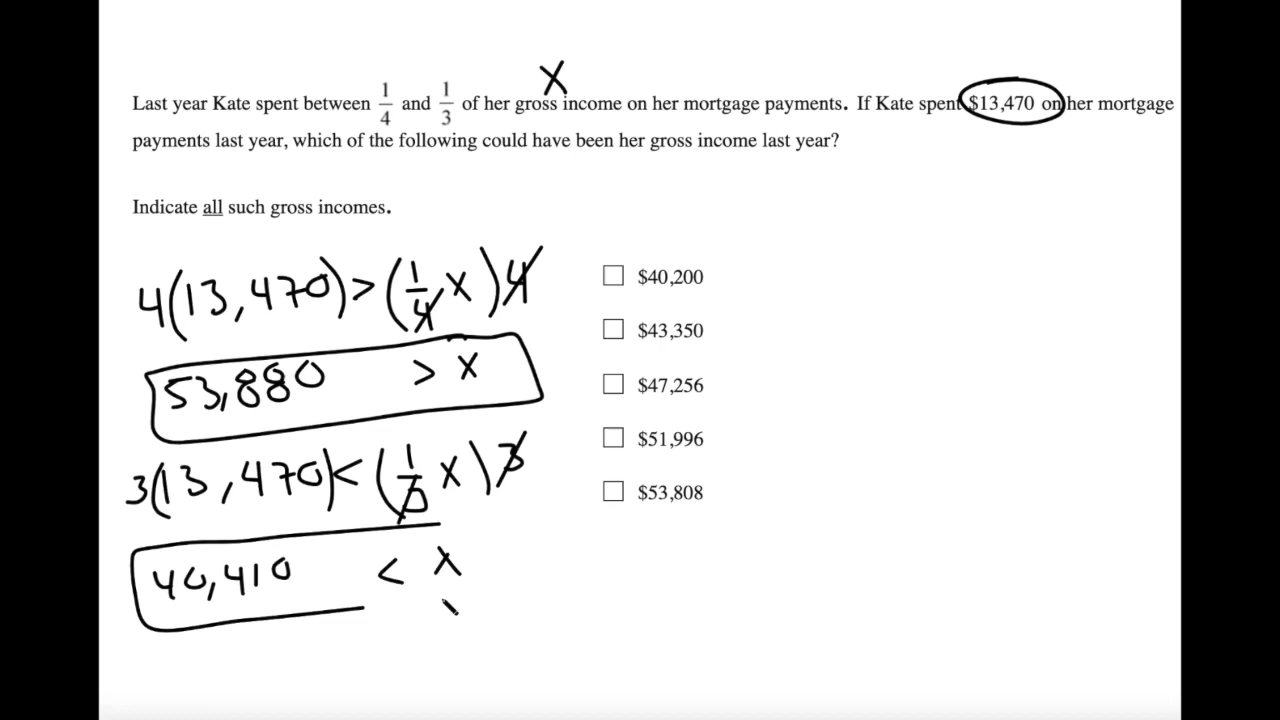 X
Last year Kate spent between 1/4 and 1/3 of her gross income on her mortgage payments. If Kate spent $13,470 on her mortgage
payments last year, which of the following could have been her gross income last year?
Indicate all such gross incomes.
4(13,470) > (1/4 x)4
53,880 > x
3(13,470) < (1/3 x)3
40,410 < x
$40,200
$43,350
$47,256
$51,996
$53,808